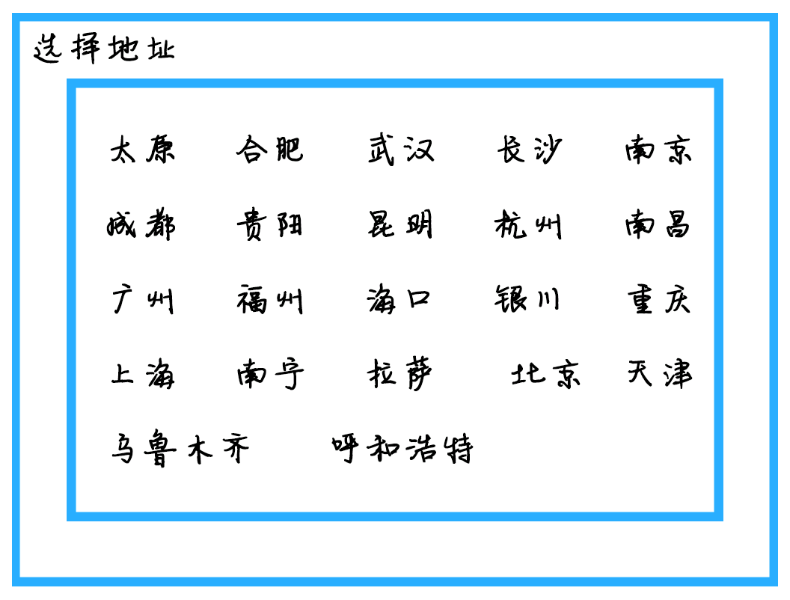 选择地址
太原 合肥 武汉 长沙 南京
成都 贵阳 昆明 杭州 南昌
广州 福州 海口 银川 重庆
上海 南宁 拉萨 北京 天津
乌鲁木齐 呼和浩特